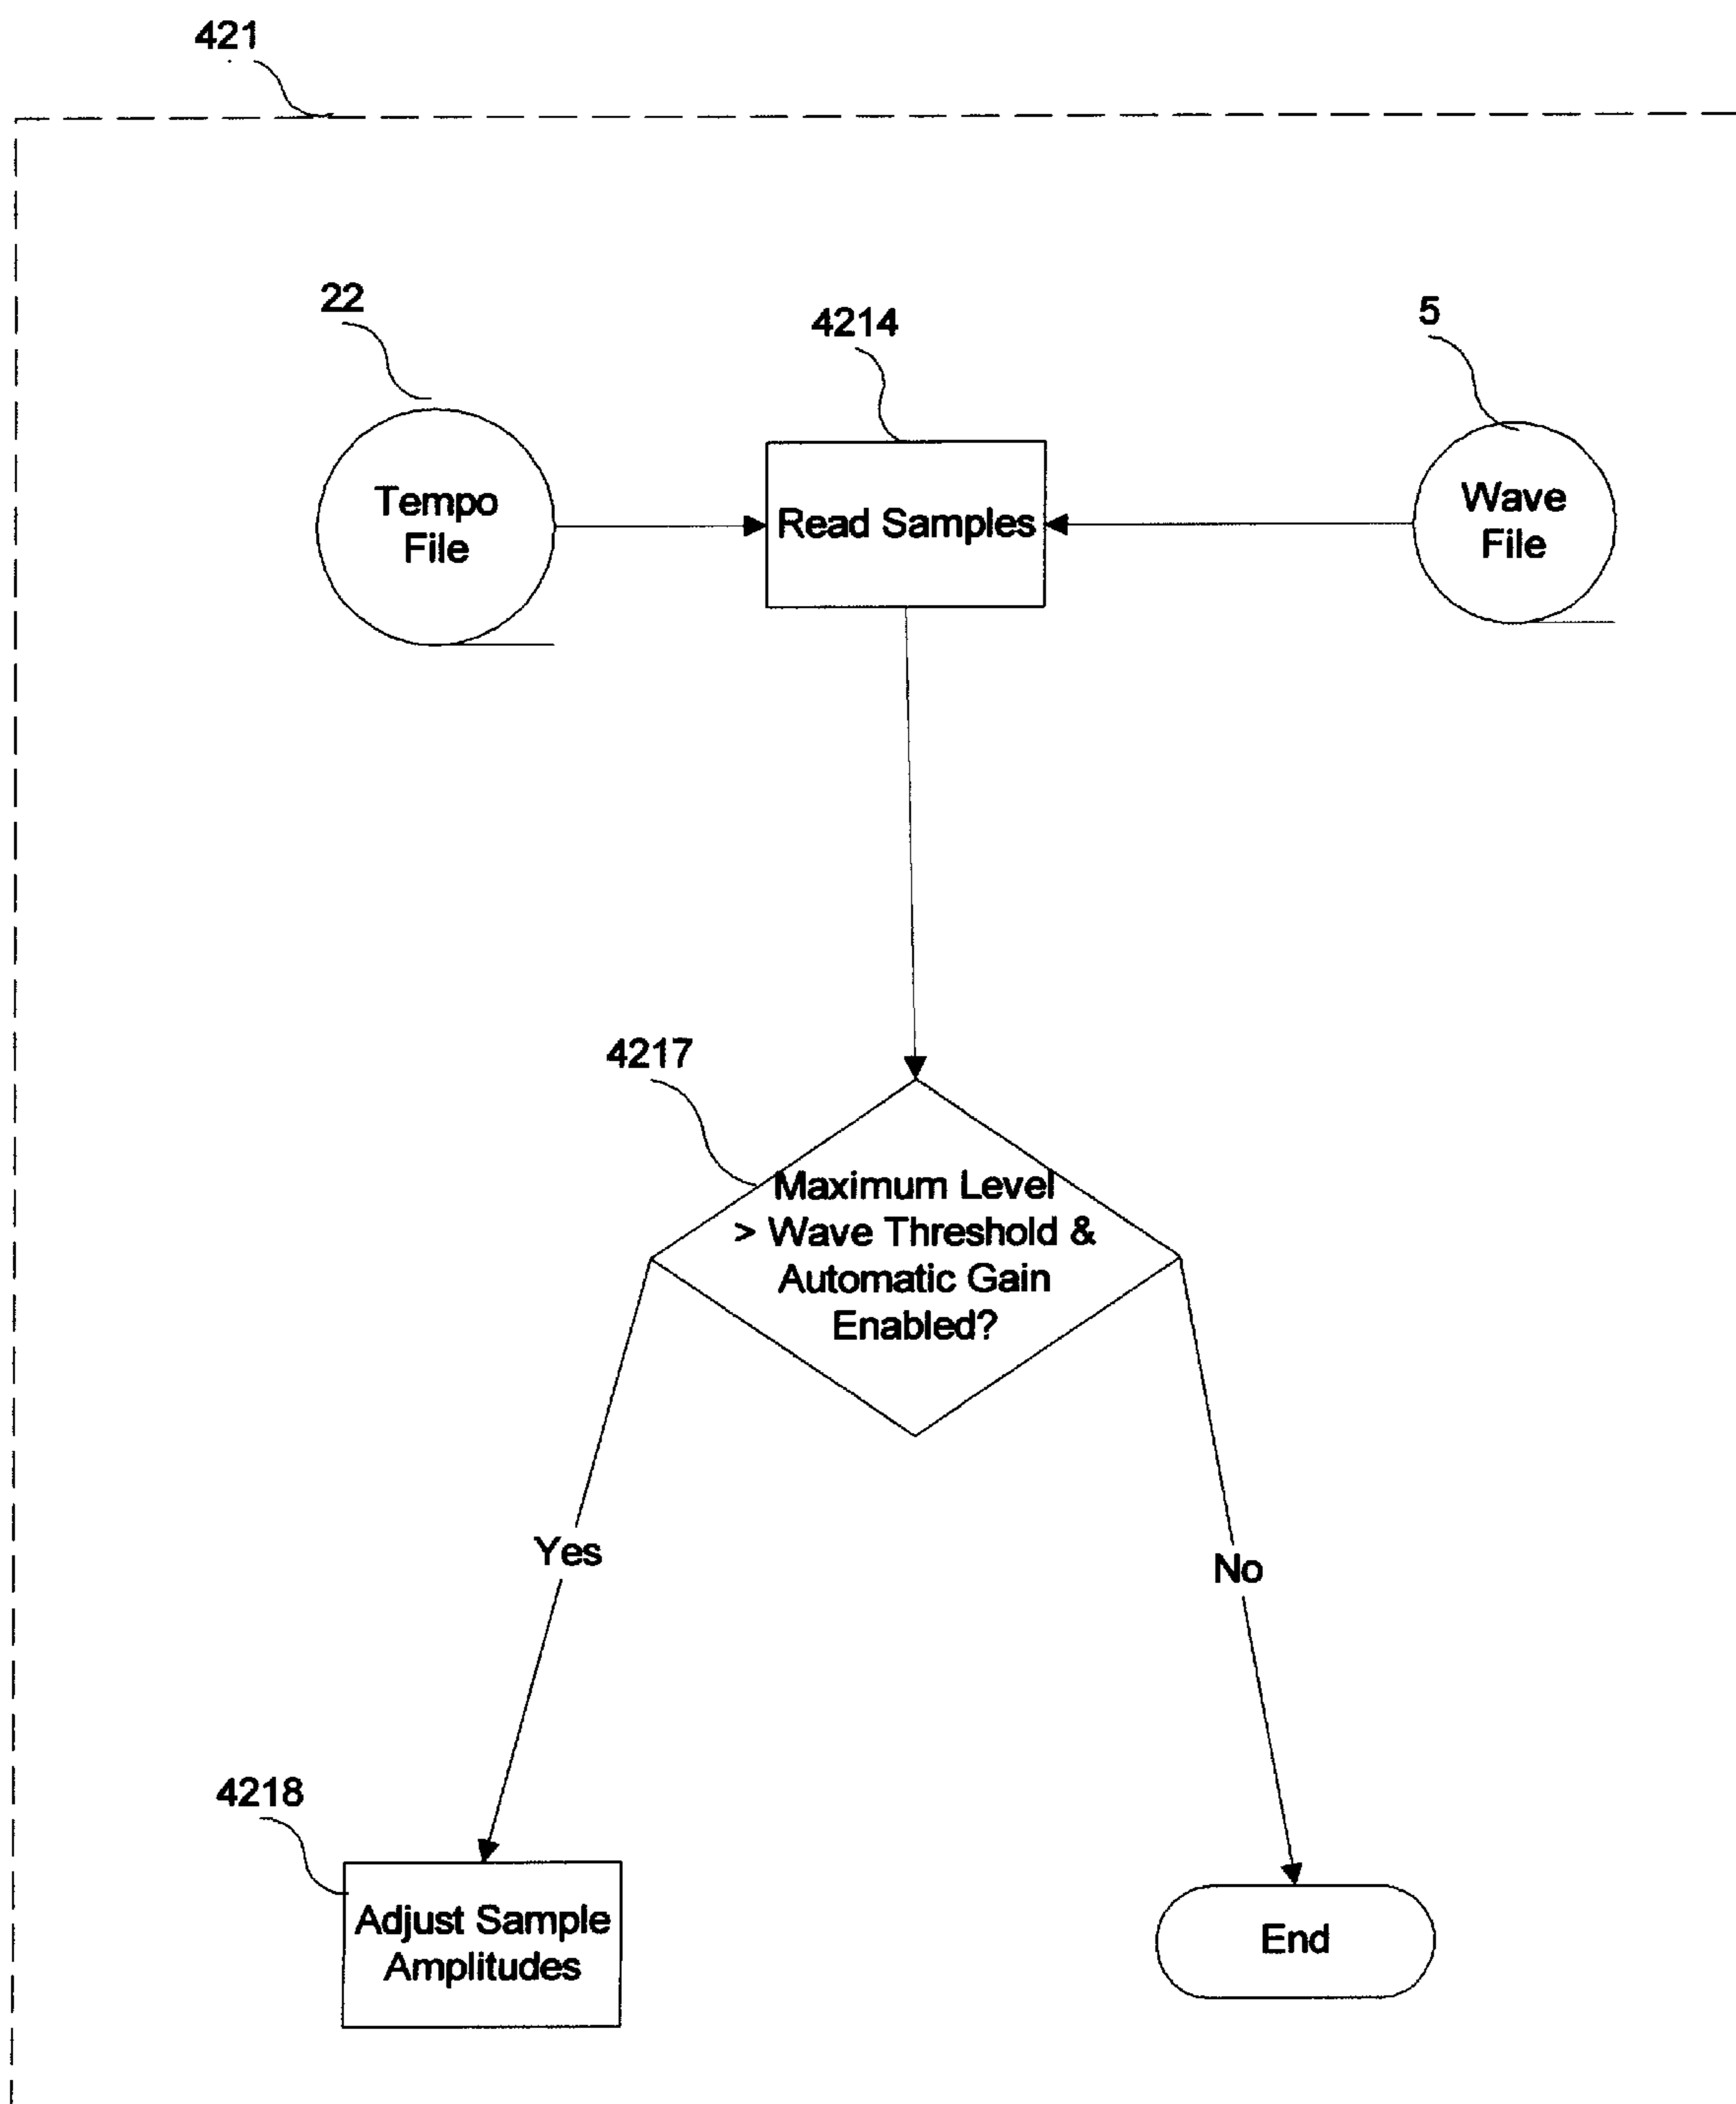 421
22
4214
5
Tempo
File
Read Samples
Wave
File
4217
Maximum Level
> Wave Threshold &
Automatic Gain
Enabled?
Yes
No
4218
Adjust Sample
Amplitudes
End